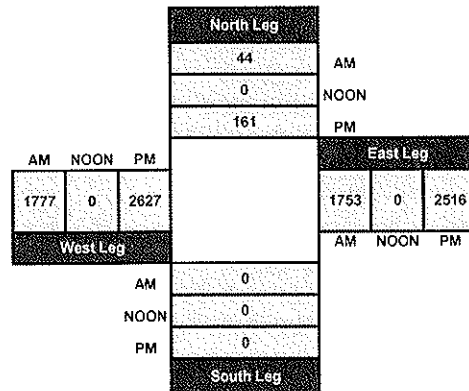 North Leg
44 AM
0 NOON
161 PM
AM NOON PM
East Leg
1777 0 2627
1753 0 2516
West Leg
AM NOON PM
AM 0
NOON 0
PM 0
South Leg